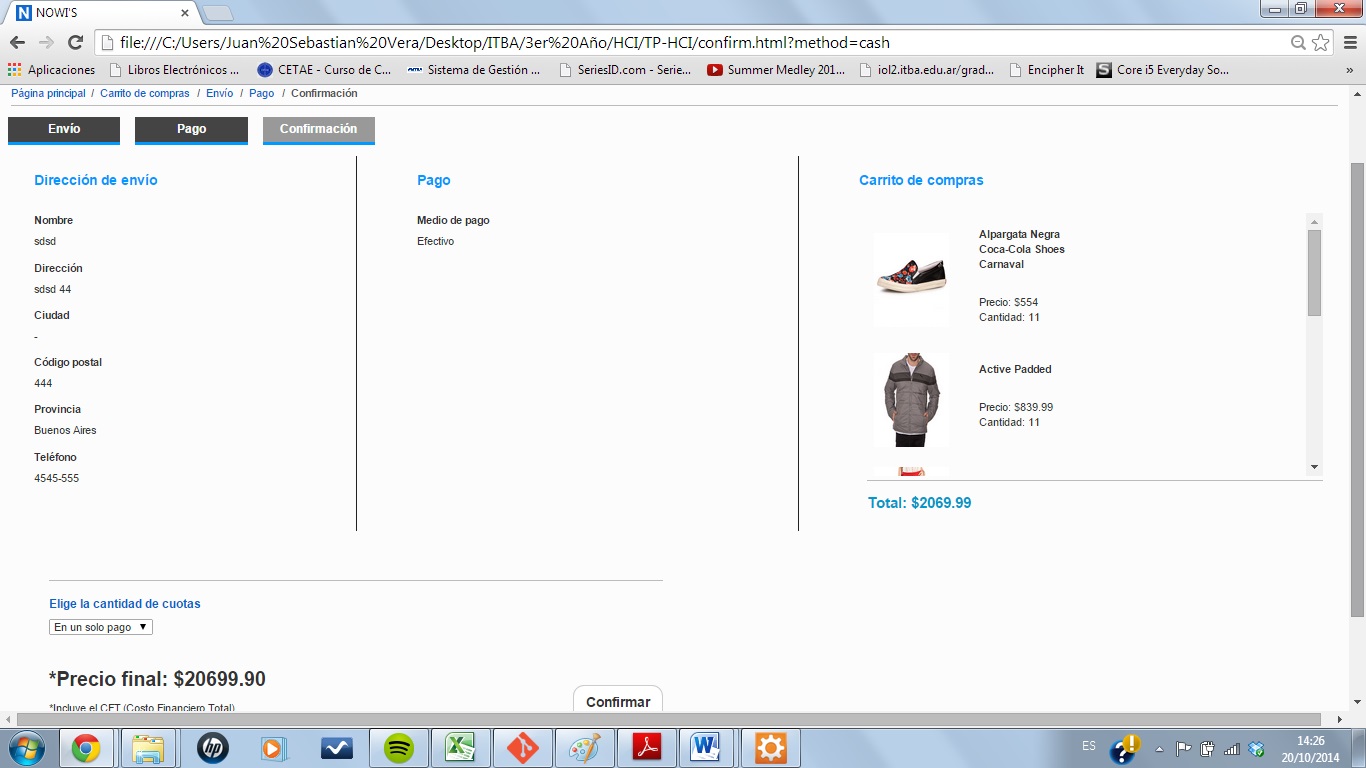 NOWI'S
file:///C:/Users/Juan%20Sebastian%20Vera/Desktop/ITBA/3er%20Año/HCI/TP-HCI/confirm.html?method=cash
Aplicaciones
Libros Electrónicos ...
CETAE - Curso de C...
Sistema de Gestión ...
SeriesID.com - Serie...
Summer Medley 201...
iol2.itba.edu.ar/grad...
Encipher It
Core i5 Everyday So...
»
Página principal / Carrito de compras / Envío / Pago / Confirmación
Envío
Pago
Confirmación
Dirección de envío
Nombre
sdsd
Dirección
sdsd 44
Ciudad
-
Código postal
444
Provincia
Buenos Aires
Teléfono
4545-555
Pago
Medio de pago
Efectivo
Carrito de compras
Alpargata Negra
Coca-Cola Shoes
Carnaval
Precio: $554
Cantidad: 11
Active Padded
Precio: $839.99
Cantidad: 11
Total: $2069.99
Elige la cantidad de cuotas
En un solo pago
*Precio final: $20699.90
*Incluye el CFT (Costo Financiero Total)
Confirmar
ES
14:26
20/10/2014